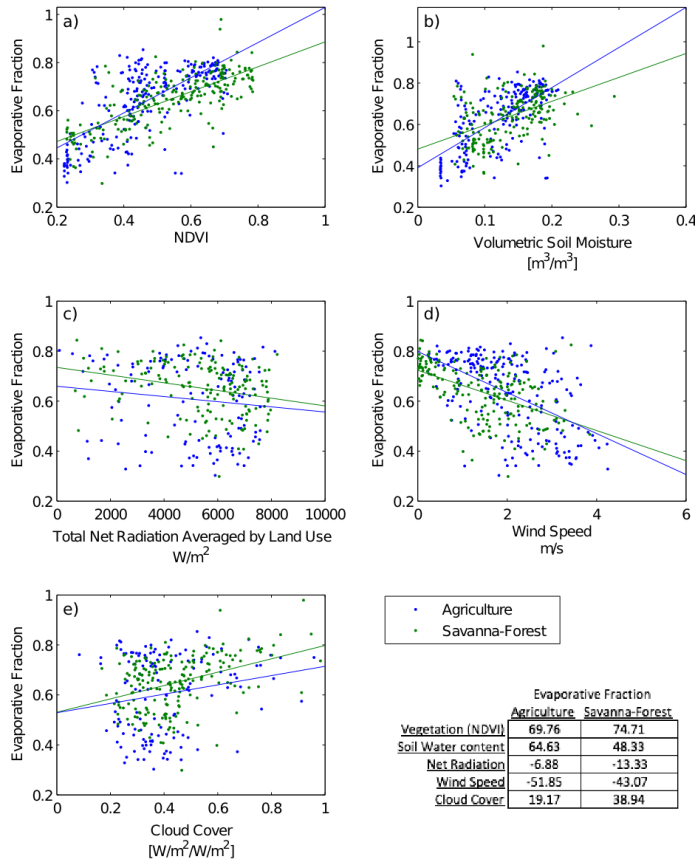 a)
1
0.8
0.6
0.4
0.2
Evaporative Fraction
0.2 0.4 0.6 0.8 1
NDVI
b)
1
0.8
0.6
0.4
0.2
Evaporative Fraction
0 0.1 0.2 0.3 0.4
Volumetric Soil Moisture
[m³/m³]
c)
1
0.8
0.6
0.4
0.2
Evaporative Fraction
0 2000 4000 6000 8000 10000
Total Net Radiation Averaged by Land Use
W/m²
d)
1
0.8
0.6
0.4
0.2
Evaporative Fraction
0 2 4 6
Wind Speed
m/s
e)
1
0.8
0.6
0.4
0.2
Evaporative Fraction
0 0.2 0.4 0.6 0.8 1
Cloud Cover
[W/m²/W/m²]
Agriculture
Savanna-Forest
Evaporative Fraction
Agriculture Savanna-Forest
Vegetation (NDVI) 69.76 74.71
Soil Water content 64.63 48.33
Net Radiation -6.88 -13.33
Wind Speed -51.85 -43.07
Cloud Cover 19.17 38.94